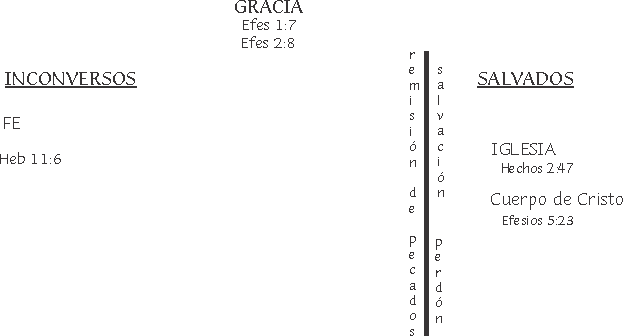 GRACIA
Efes 1:7
Efes 2:8
INCONVERSOS
FE
Heb 11:6
remisión de pecados
salvación perdón
SALVADOS
IGLESIA
Hechos 2:47
Cuerpo de Cristo
Efesios 5:23